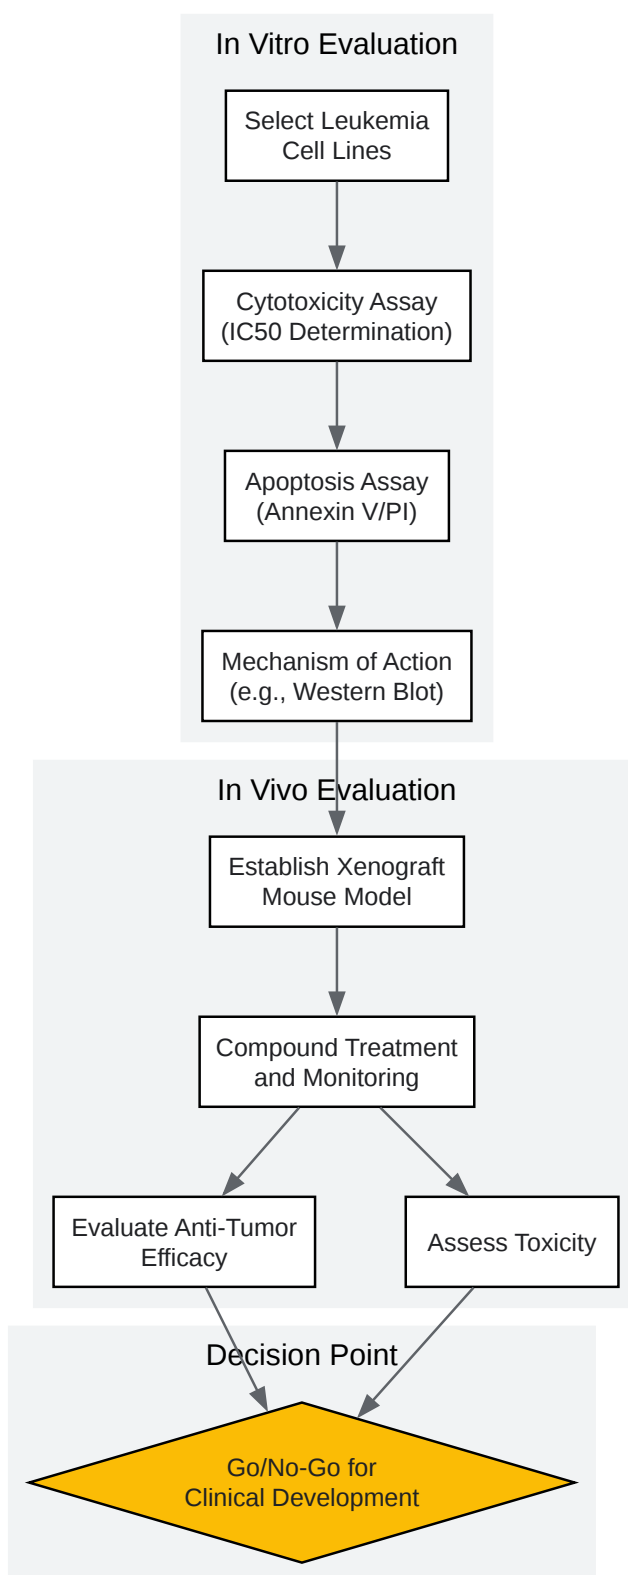 In Vitro Evaluation
Select Leukemia
Cell Lines
Cytotoxicity Assay
(IC50 Determination)
Apoptosis Assay
(Annexin V/PI)
Mechanism of Action
(e.g., Western Blot)
In Vivo Evaluation
Establish Xenograft
Mouse Model
Compound Treatment
and Monitoring
Evaluate Anti-Tumor
Efficacy
Assess Toxicity
Decision Point
Go/No-Go for
Clinical Development